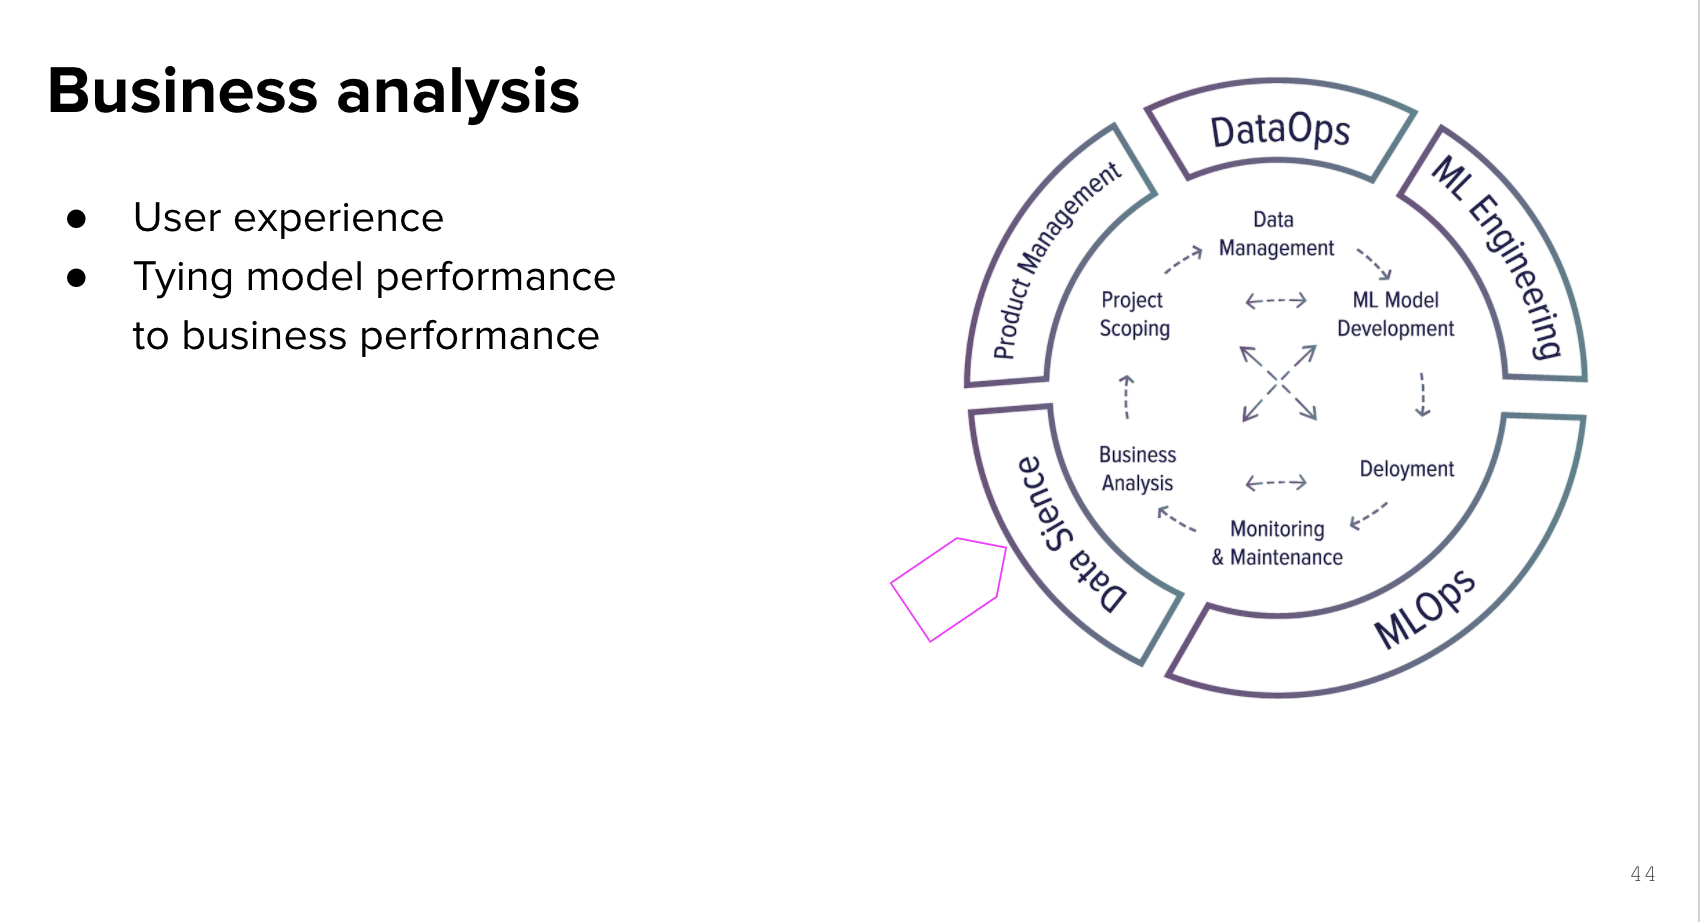 Business analysis
● User experience
● Tying model performance
to business performance
DataOps
ML Engineering
Product Management
Data
Management
Project
Scoping
ML Model
Development
Business
Analysis
Deloyment
Monitoring
& Maintenance
Data Sience
MLOps
44